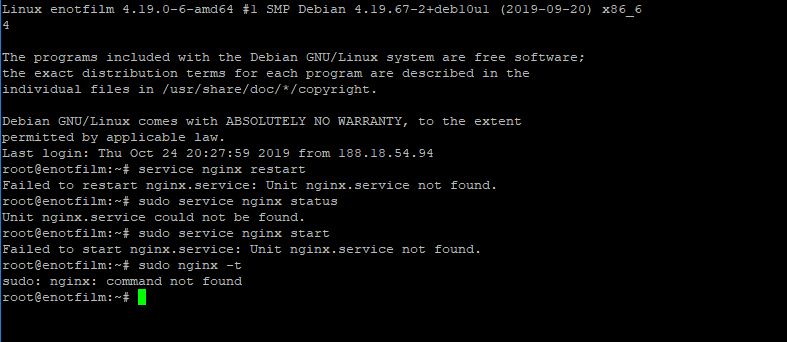 Linux enotfilm 4.19.0-6-amd64 #1 SMP Debian 4.19.67-2+deb10u1 (2019-09-20) x86_6
4
The programs included with the Debian GNU/Linux system are free software;
the exact distribution terms for each program are described in the
individual files in /usr/share/doc/*/copyright.
Debian GNU/Linux comes with ABSOLUTELY NO WARRANTY, to the extent
permitted by applicable law.
Last login: Thu Oct 24 20:27:59 2019 from 188.18.54.94
root@enotfilm:~# service nginx restart
Failed to restart nginx.service: Unit nginx.service not found.
root@enotfilm:~# sudo service nginx status
Unit nginx.service could not be found.
root@enotfilm:~# sudo service nginx start
Failed to start nginx.service: Unit nginx.service not found.
root@enotfilm:~# sudo nginx -t
sudo: nginx: command not found
root@enotfilm:~#